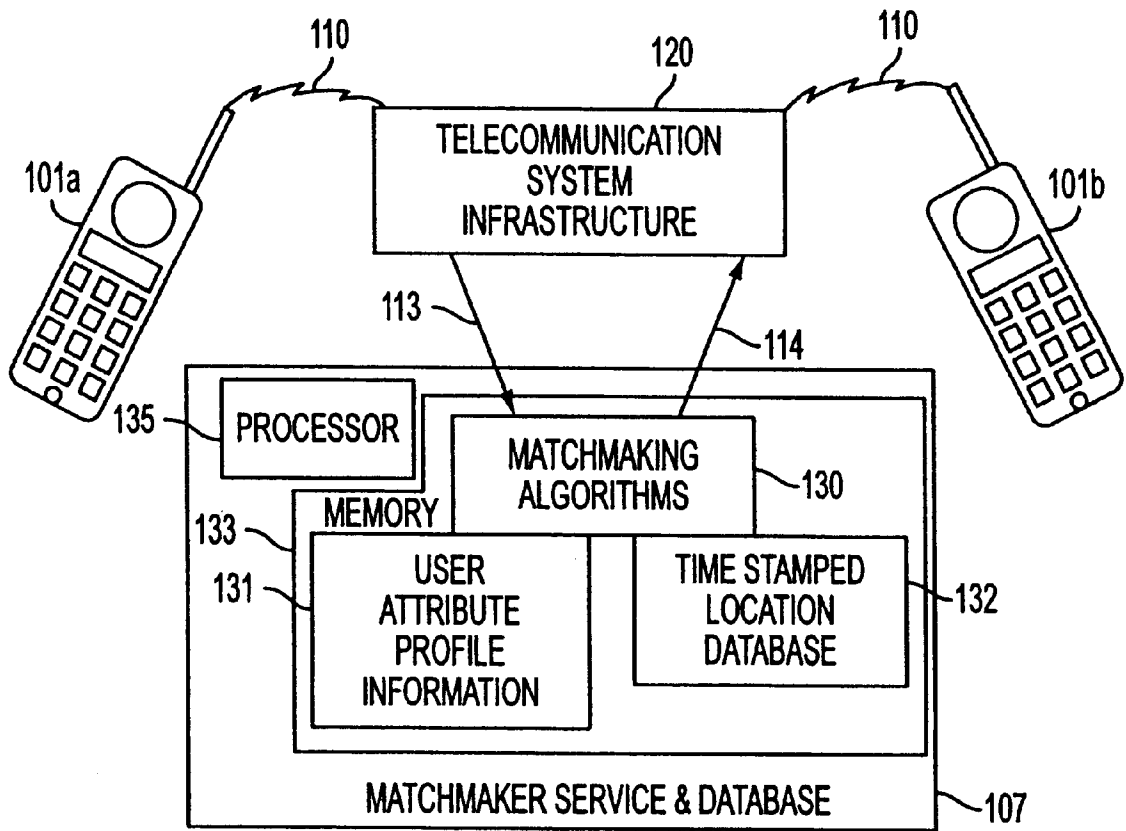 110
110
120
TELECOMMUNICATION
SYSTEM
INFRASTRUCTURE
101a
101b
113
114
135
PROCESSOR
MATCHMAKING
ALGORITHMS
130
MEMORY
133
131
USER
ATTRIBUTE
PROFILE
INFORMATION
TIME STAMPED
LOCATION
DATABASE
132
MATCHMAKER SERVICE & DATABASE
107